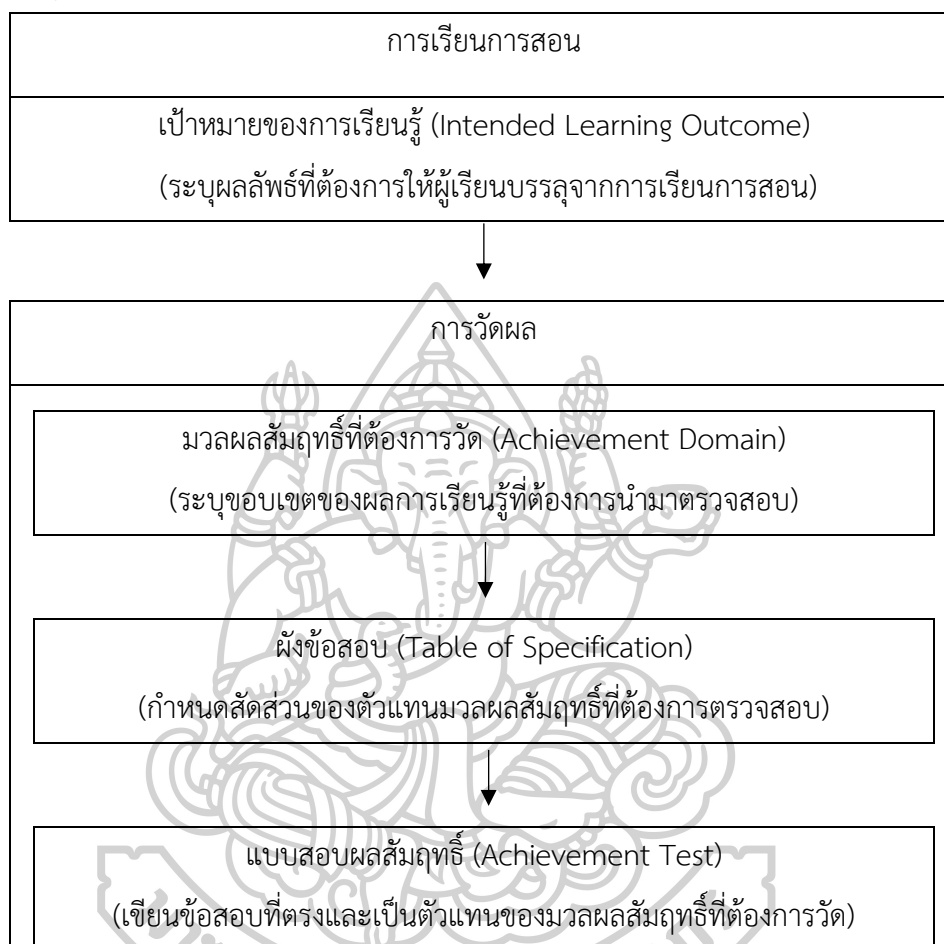 การเรียนการสอน
เป้าหมายของการเรียนรู้ (Intended Learning Outcome)
(ระบุผลลัพธ์ที่ต้องการให้ผู้เรียนบรรลุจากการเรียนการสอน)
การวัดผล
มวลผลสัมฤทธิ์ที่ต้องการวัด (Achievement Domain)
(ระบุขอบเขตของผลการเรียนรู้ที่ต้องการนำมาตรวจสอบ)
ผังข้อสอบ (Table of Specification)
(กำหนดสัดส่วนของตัวแทนมวลผลสัมฤทธิ์ที่ต้องการตรวจสอบ)
แบบสอบผลสัมฤทธิ์ (Achievement Test)
(เขียนข้อสอบที่ตรงและเป็นตัวแทนของมวลผลสัมฤทธิ์ที่ต้องการวัด)